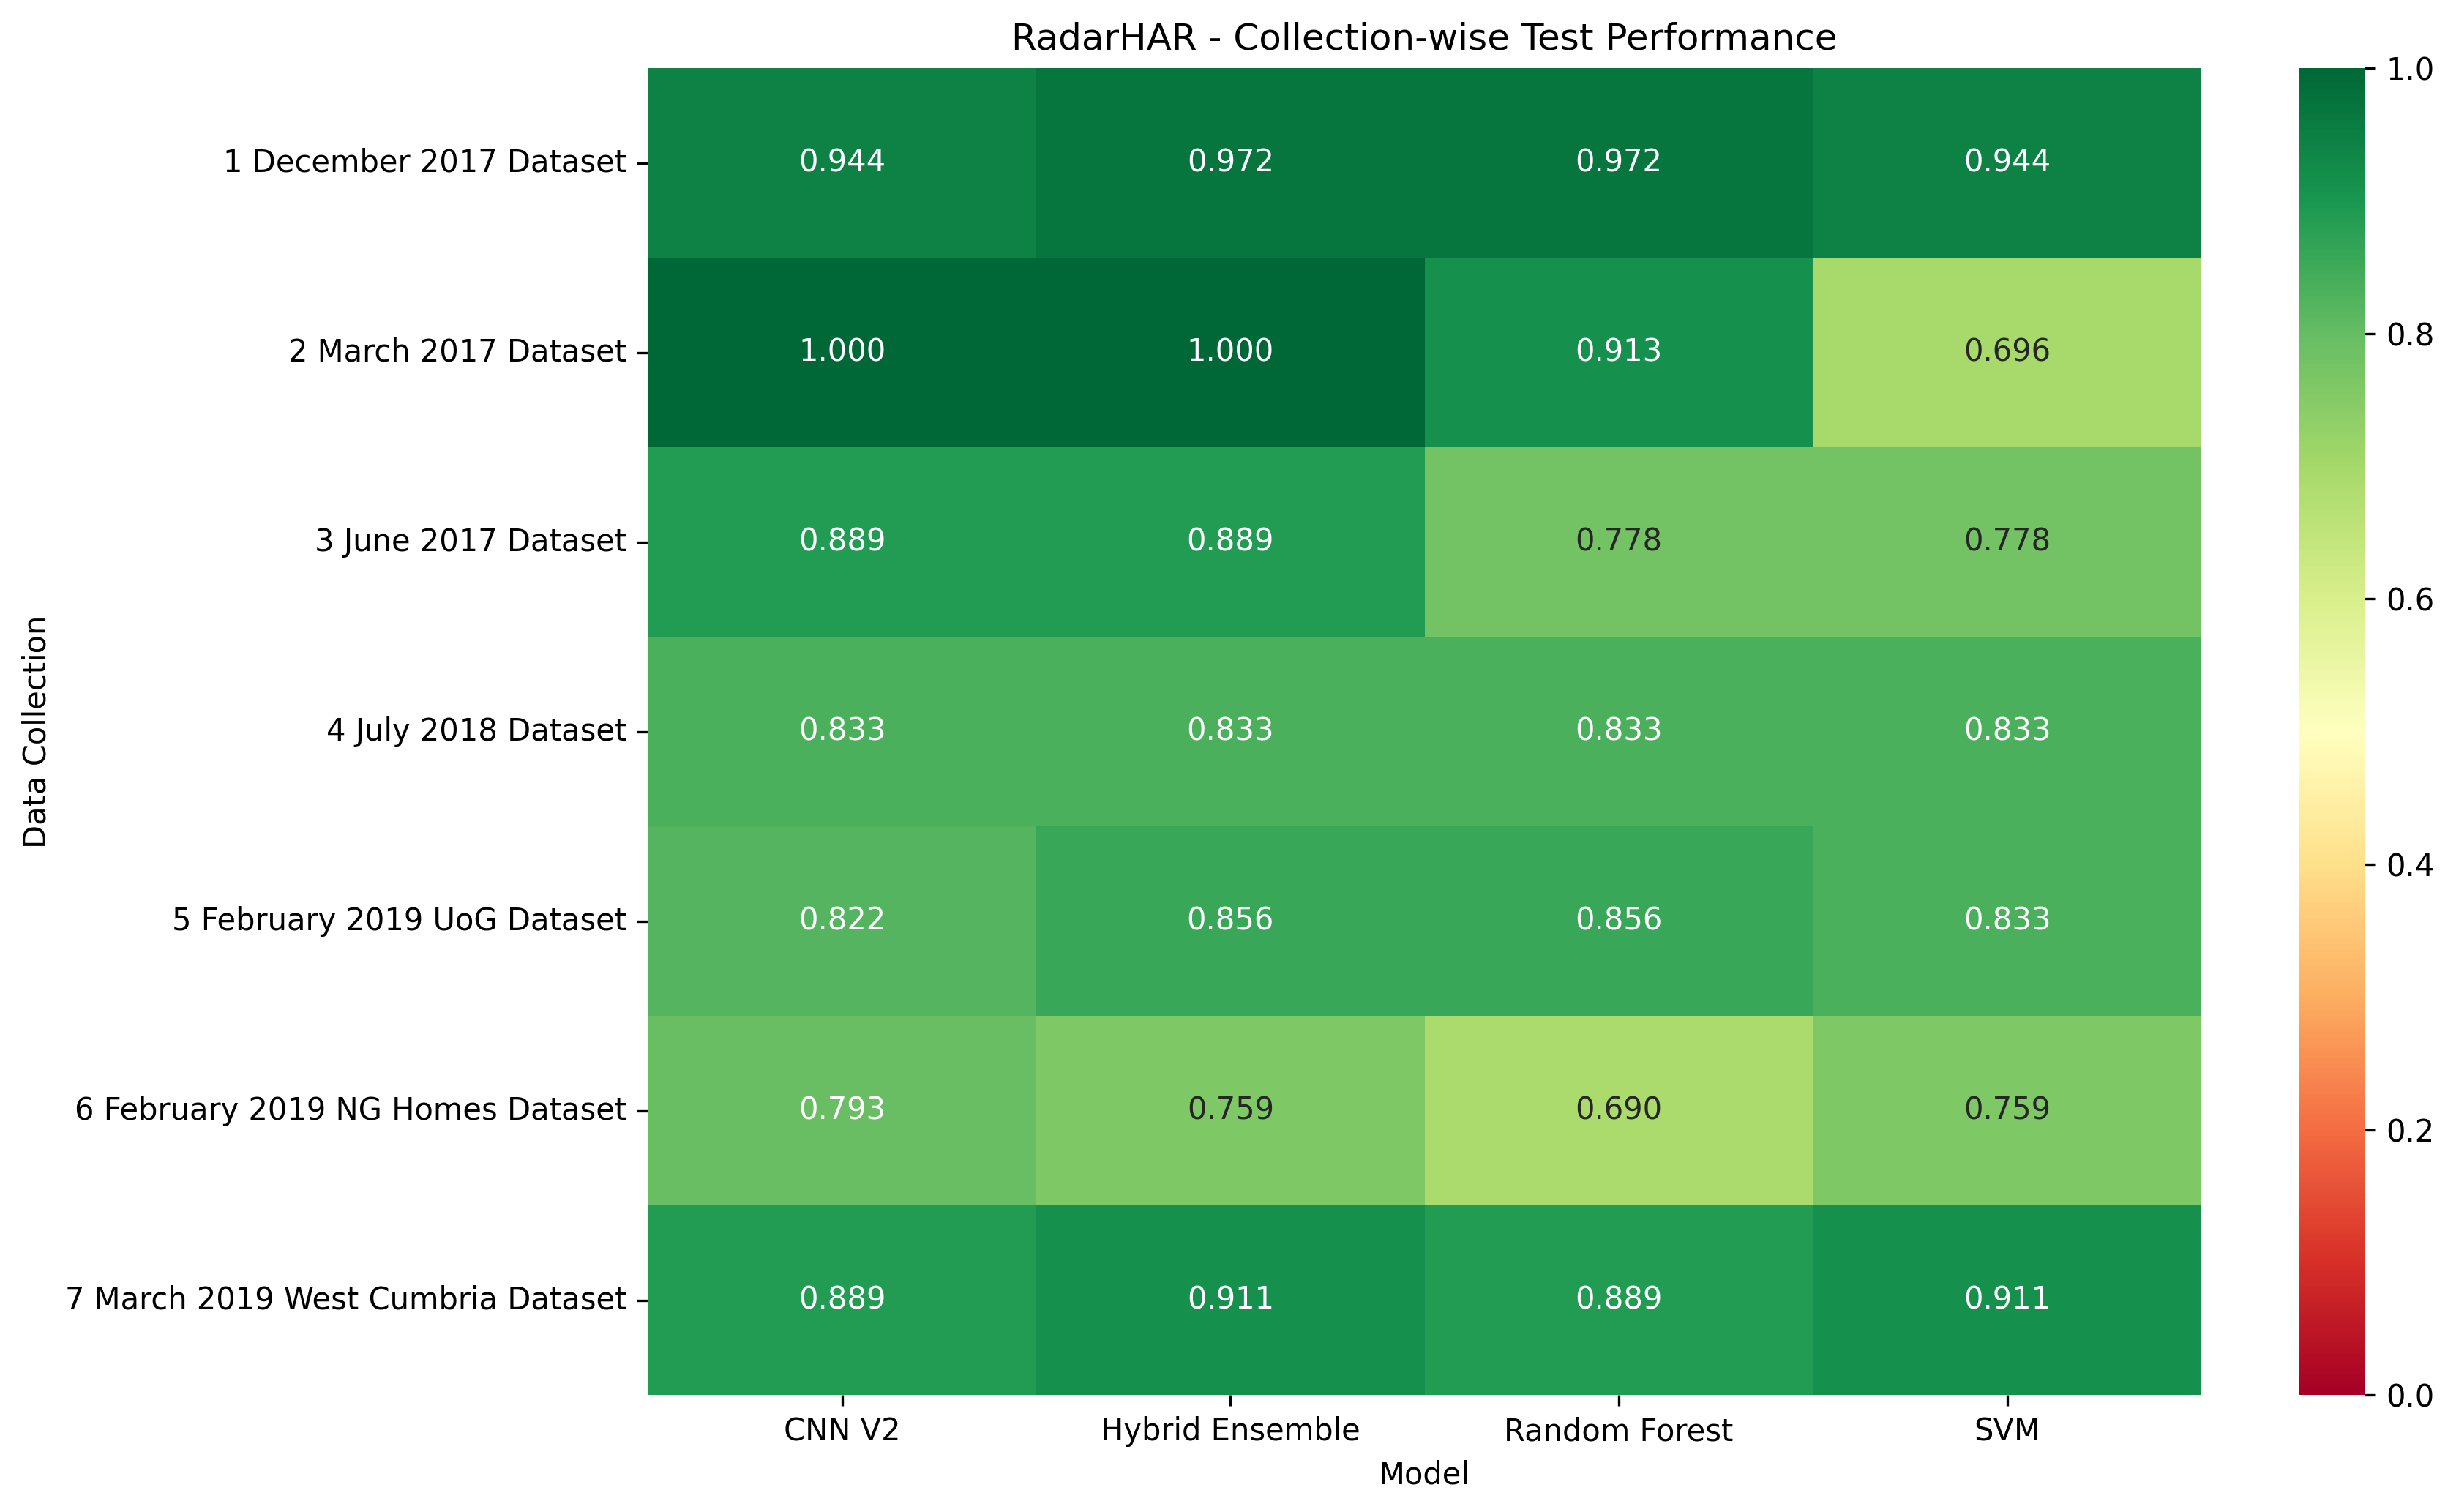 RadarHAR - Collection-wise Test Performance
1 December 2017 Dataset 0.944 0.972 0.972 0.944
2 March 2017 Dataset 1.000 1.000 0.913 0.696
3 June 2017 Dataset 0.889 0.889 0.778 0.778
4 July 2018 Dataset 0.833 0.833 0.833 0.833
5 February 2019 UoG Dataset 0.822 0.856 0.856 0.833
6 February 2019 NG Homes Dataset 0.793 0.759 0.690 0.759
7 March 2019 West Cumbria Dataset 0.889 0.911 0.889 0.911
CNN V2 Hybrid Ensemble Random Forest SVM
Model
Data Collection
1.0
0.8
0.6
0.4
0.2
0.0